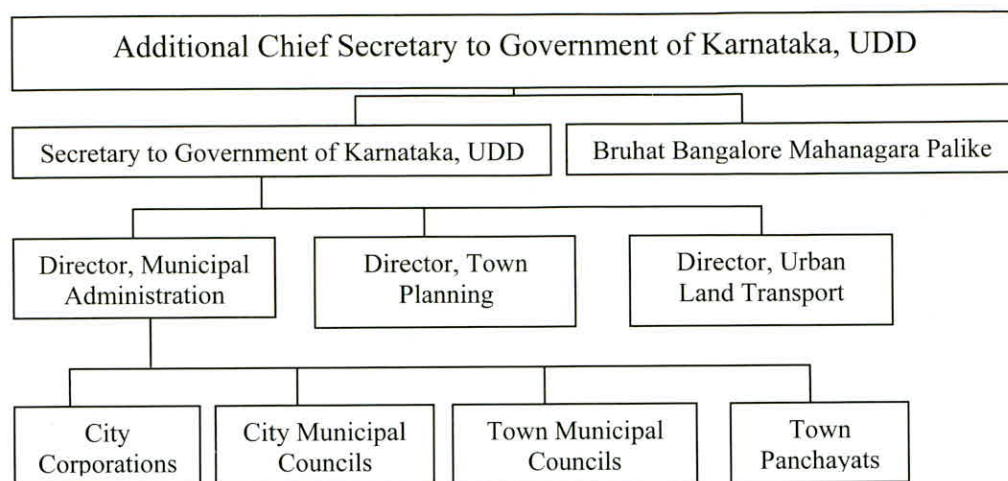 Additional Chief Secretary to Government of Karnataka, UDD
Secretary to Government of Karnataka, UDD
Bruhat Bangalore Mahanagara Palike
Director, Municipal
Administration
Director, Town
Planning
Director, Urban
Land Transport
City
Corporations
City Municipal
Councils
Town Municipal
Councils
Town
Panchayats